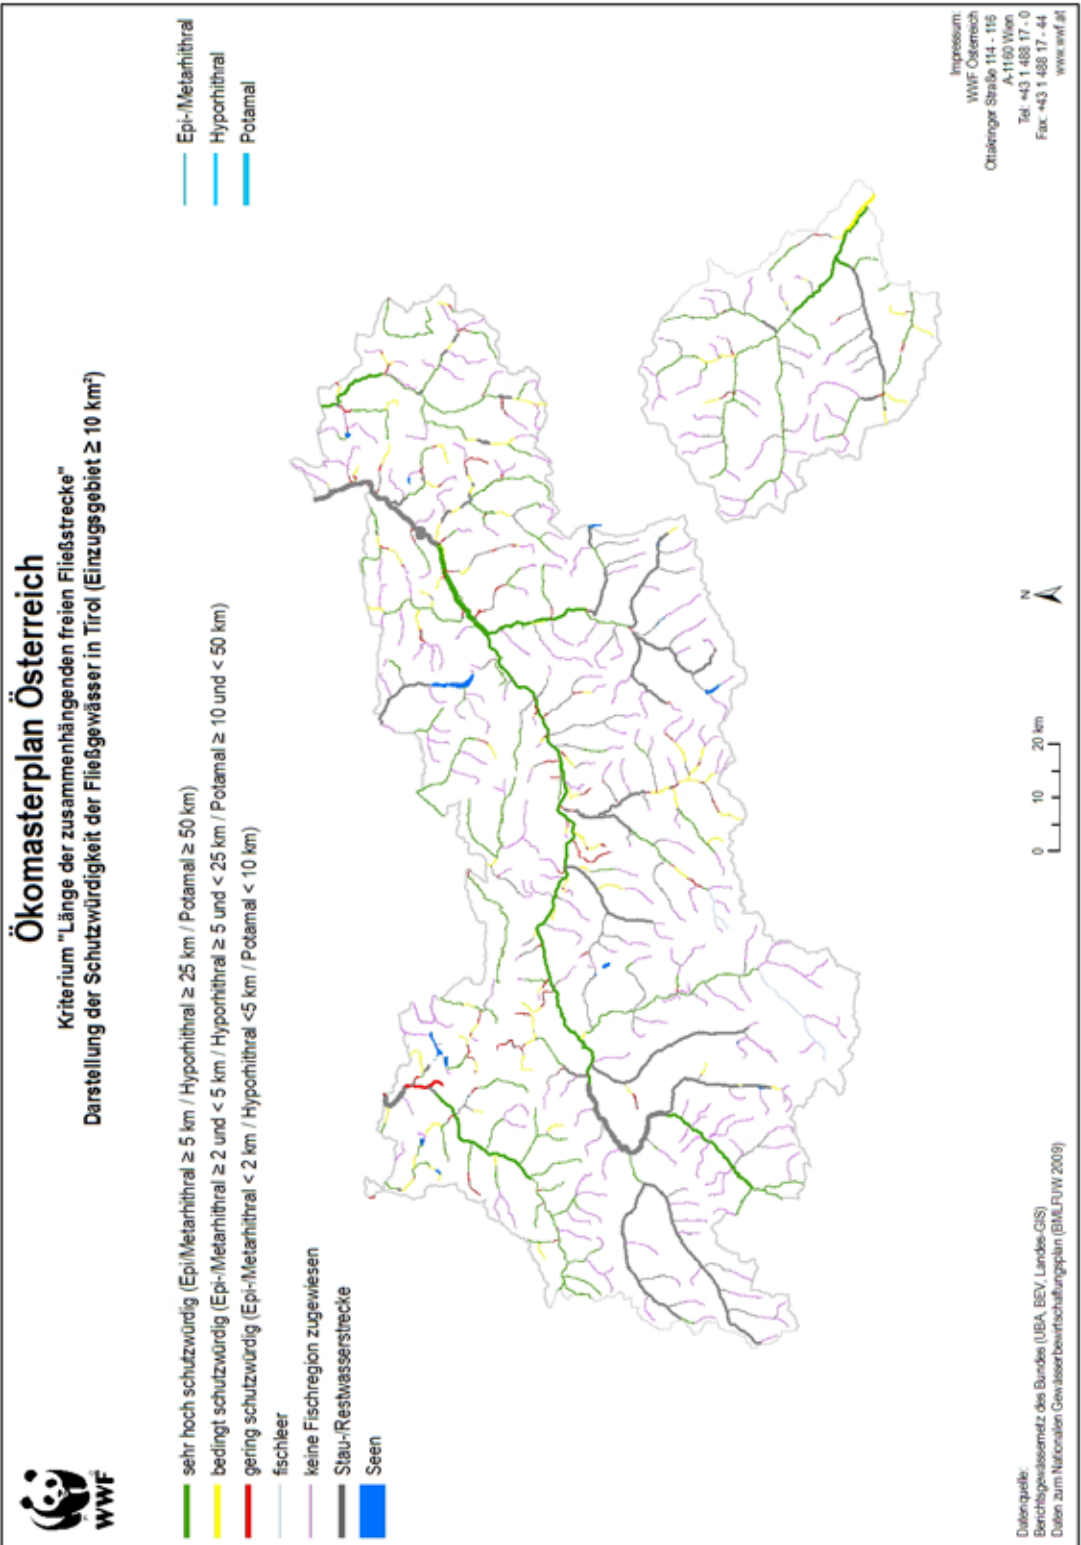 Ökomasterplan Österreich
Kriterium "Länge der zusammenhängenden freien Fließstrecke"
Darstellung der Schutzwürdigkeit der Fließgewässer in Tirol (Einzugsgebiet ≥ 10 km²)
WWF
sehr hoch schutzwürdig (Epi/Metarhithral ≥ 5 km / Hyporhithral ≥ 25 km / Potamal ≥ 50 km)
bedingt schutzwürdig (Epi-/Metarhithral ≥ 2 und < 5 km / Hyporhithral ≥ 5 und < 25 km / Potamal ≥ 10 und < 50 km)
gering schutzwürdig (Epi-/Metarhithral < 2 km / Hyporhithral <5 km / Potamal < 10 km)
fischleer
keine Fischregion zugewiesen
Stau-/Restwasserstrecke
Seen
Epi-/Metarhithral
Hyporhithral
Potamal
N
0 10 20 km
Datenquelle:
Berichtsgewässernetz des Bundes (UBA, BEV, Landes-GIS)
Daten zum Nationalen Gewässerbewirtschaftungsplan (BMLFUW 2009)
Impressum:
WWF Österreich
Ottakringer Straße 114 - 116
A-1160 Wien
Tel: +43 1 488 17 - 0
Fax: +43 1 488 17 - 44
www.wwf.at